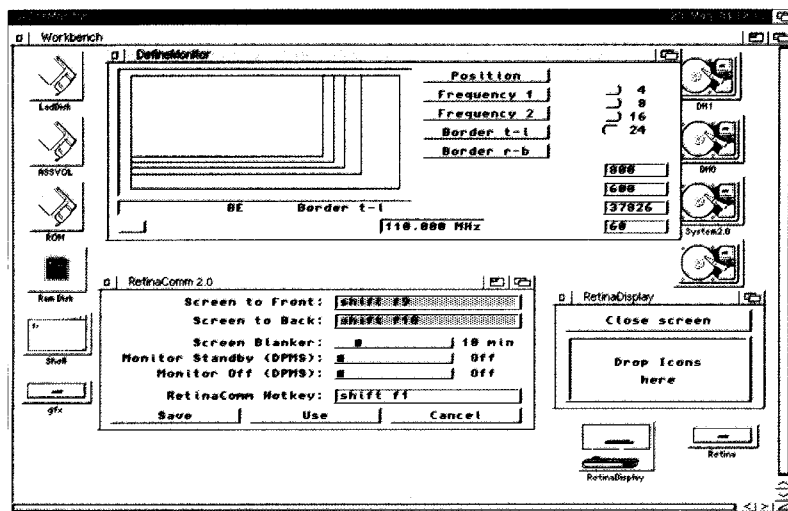 Workbench
DefineMonitor
Position
Frequency 1
Frequency 2
Border t-l
Border r-b
4
8
16
24
800
600
37826
60
BE Border t-l
110.000 MHz
LodDisk
ASSVOL
ROM
Ram Disk
Shell
gfx
DH1
DH0
System2.0
RetinaComm 2.0
Screen to Front: shift f9
Screen to Back: shift f10
Screen Blanker: 10 min
Monitor Standby (DPMS): Off
Monitor Off (DPMS): Off
RetinaComm Hotkey: shift f1
Save Use Cancel
RetinaDisplay
Close screen
Drop Icons
here
RetinaDisplay
Retina